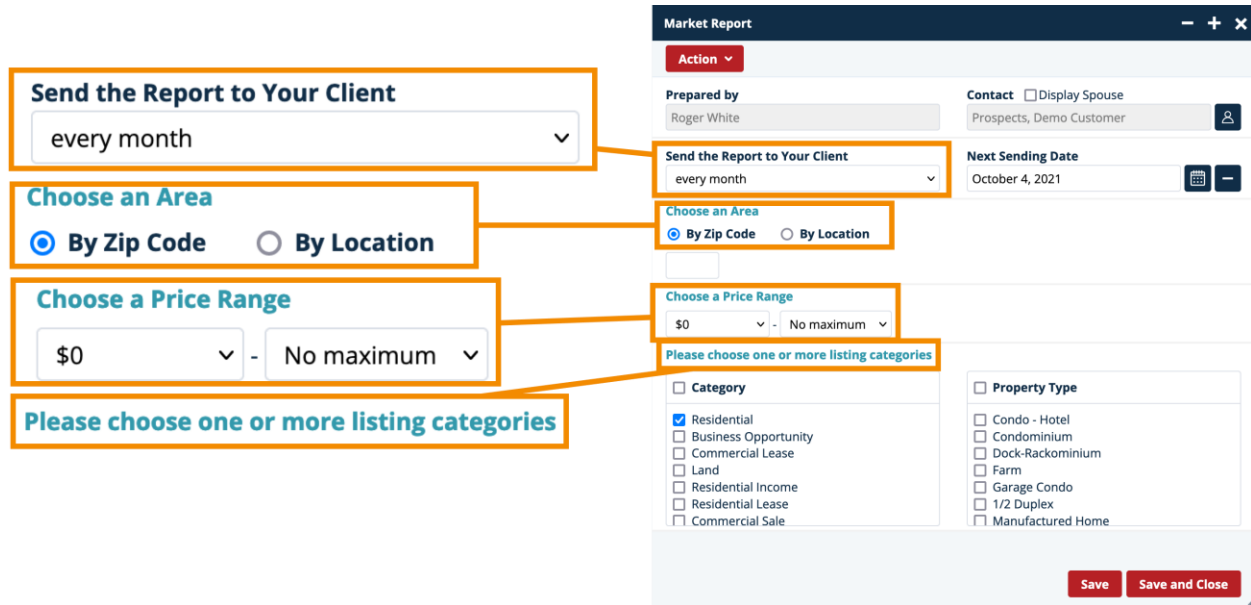 Send the Report to Your Client
every month
Choose an Area
By Zip Code By Location
Choose a Price Range
$0 - No maximum
Please choose one or more listing categories
Market Report
Action
Prepared by
Roger White
Contact Display Spouse
Prospects, Demo Customer
Send the Report to Your Client
every month
Next Sending Date
October 4, 2021
Choose an Area
By Zip Code By Location
Choose a Price Range
$0 - No maximum
Please choose one or more listing categories
Category
Residential
Business Opportunity
Commercial Lease
Land
Residential Income
Residential Lease
Commercial Sale
Property Type
Condo - Hotel
Condominium
Dock-Rackominium
Farm
Garage Condo
1/2 Duplex
Manufactured Home
Save Save and Close